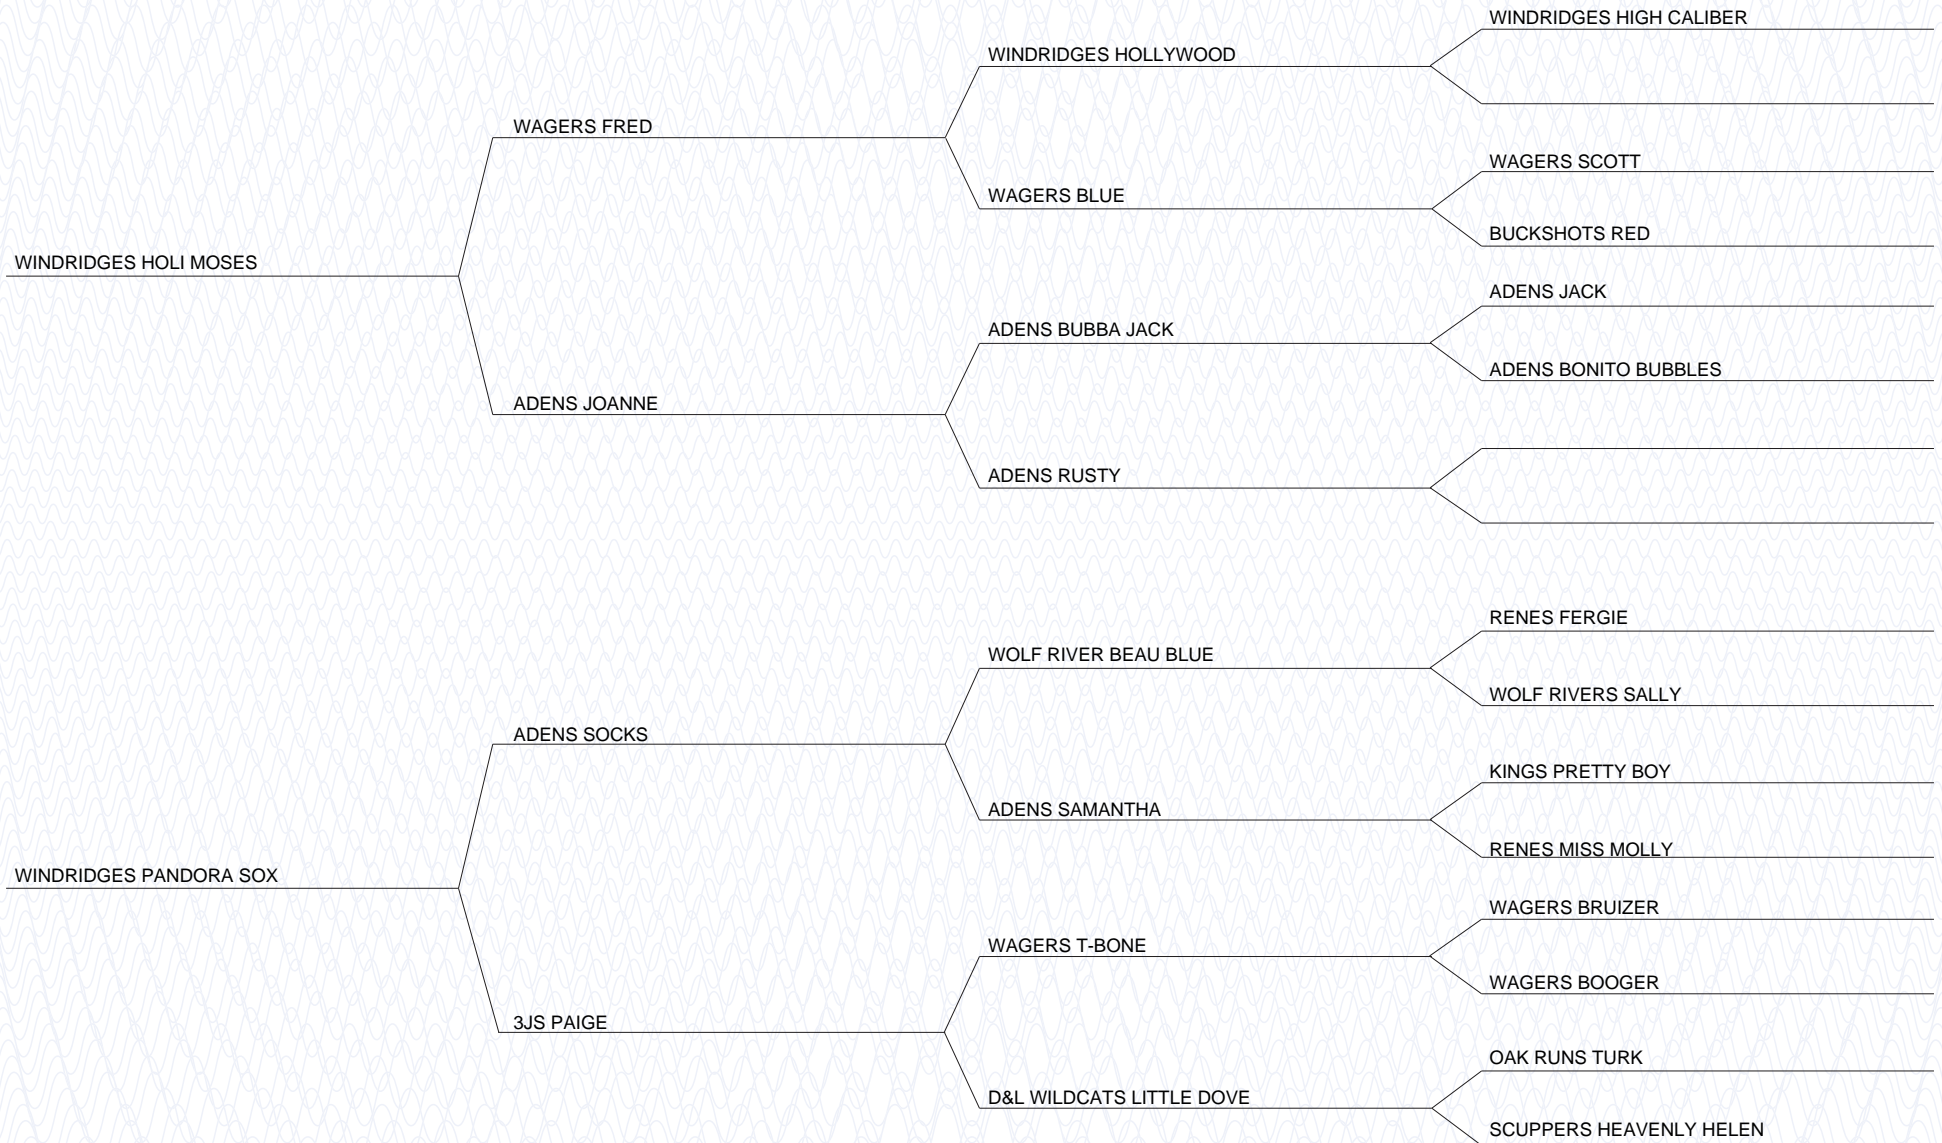 WINDRIDGES HIGH CALIBER
WINDRIDGES HOLLYWOOD
WAGERS FRED
WAGERS SCOTT
WAGERS BLUE
BUCKSHOTS RED
WINDRIDGES HOLI MOSES
ADENS JACK
ADENS BUBBA JACK
ADENS BONITO BUBBLES
ADENS JOANNE
ADENS RUSTY
RENES FERGIE
WOLF RIVER BEAU BLUE
WOLF RIVERS SALLY
ADENS SOCKS
KINGS PRETTY BOY
ADENS SAMANTHA
RENES MISS MOLLY
WINDRIDGES PANDORA SOX
WAGERS BRUIZER
WAGERS T-BONE
WAGERS BOOGER
3JS PAIGE
OAK RUNS TURK
D&L WILDCATS LITTLE DOVE
SCUPPERS HEAVENLY HELEN